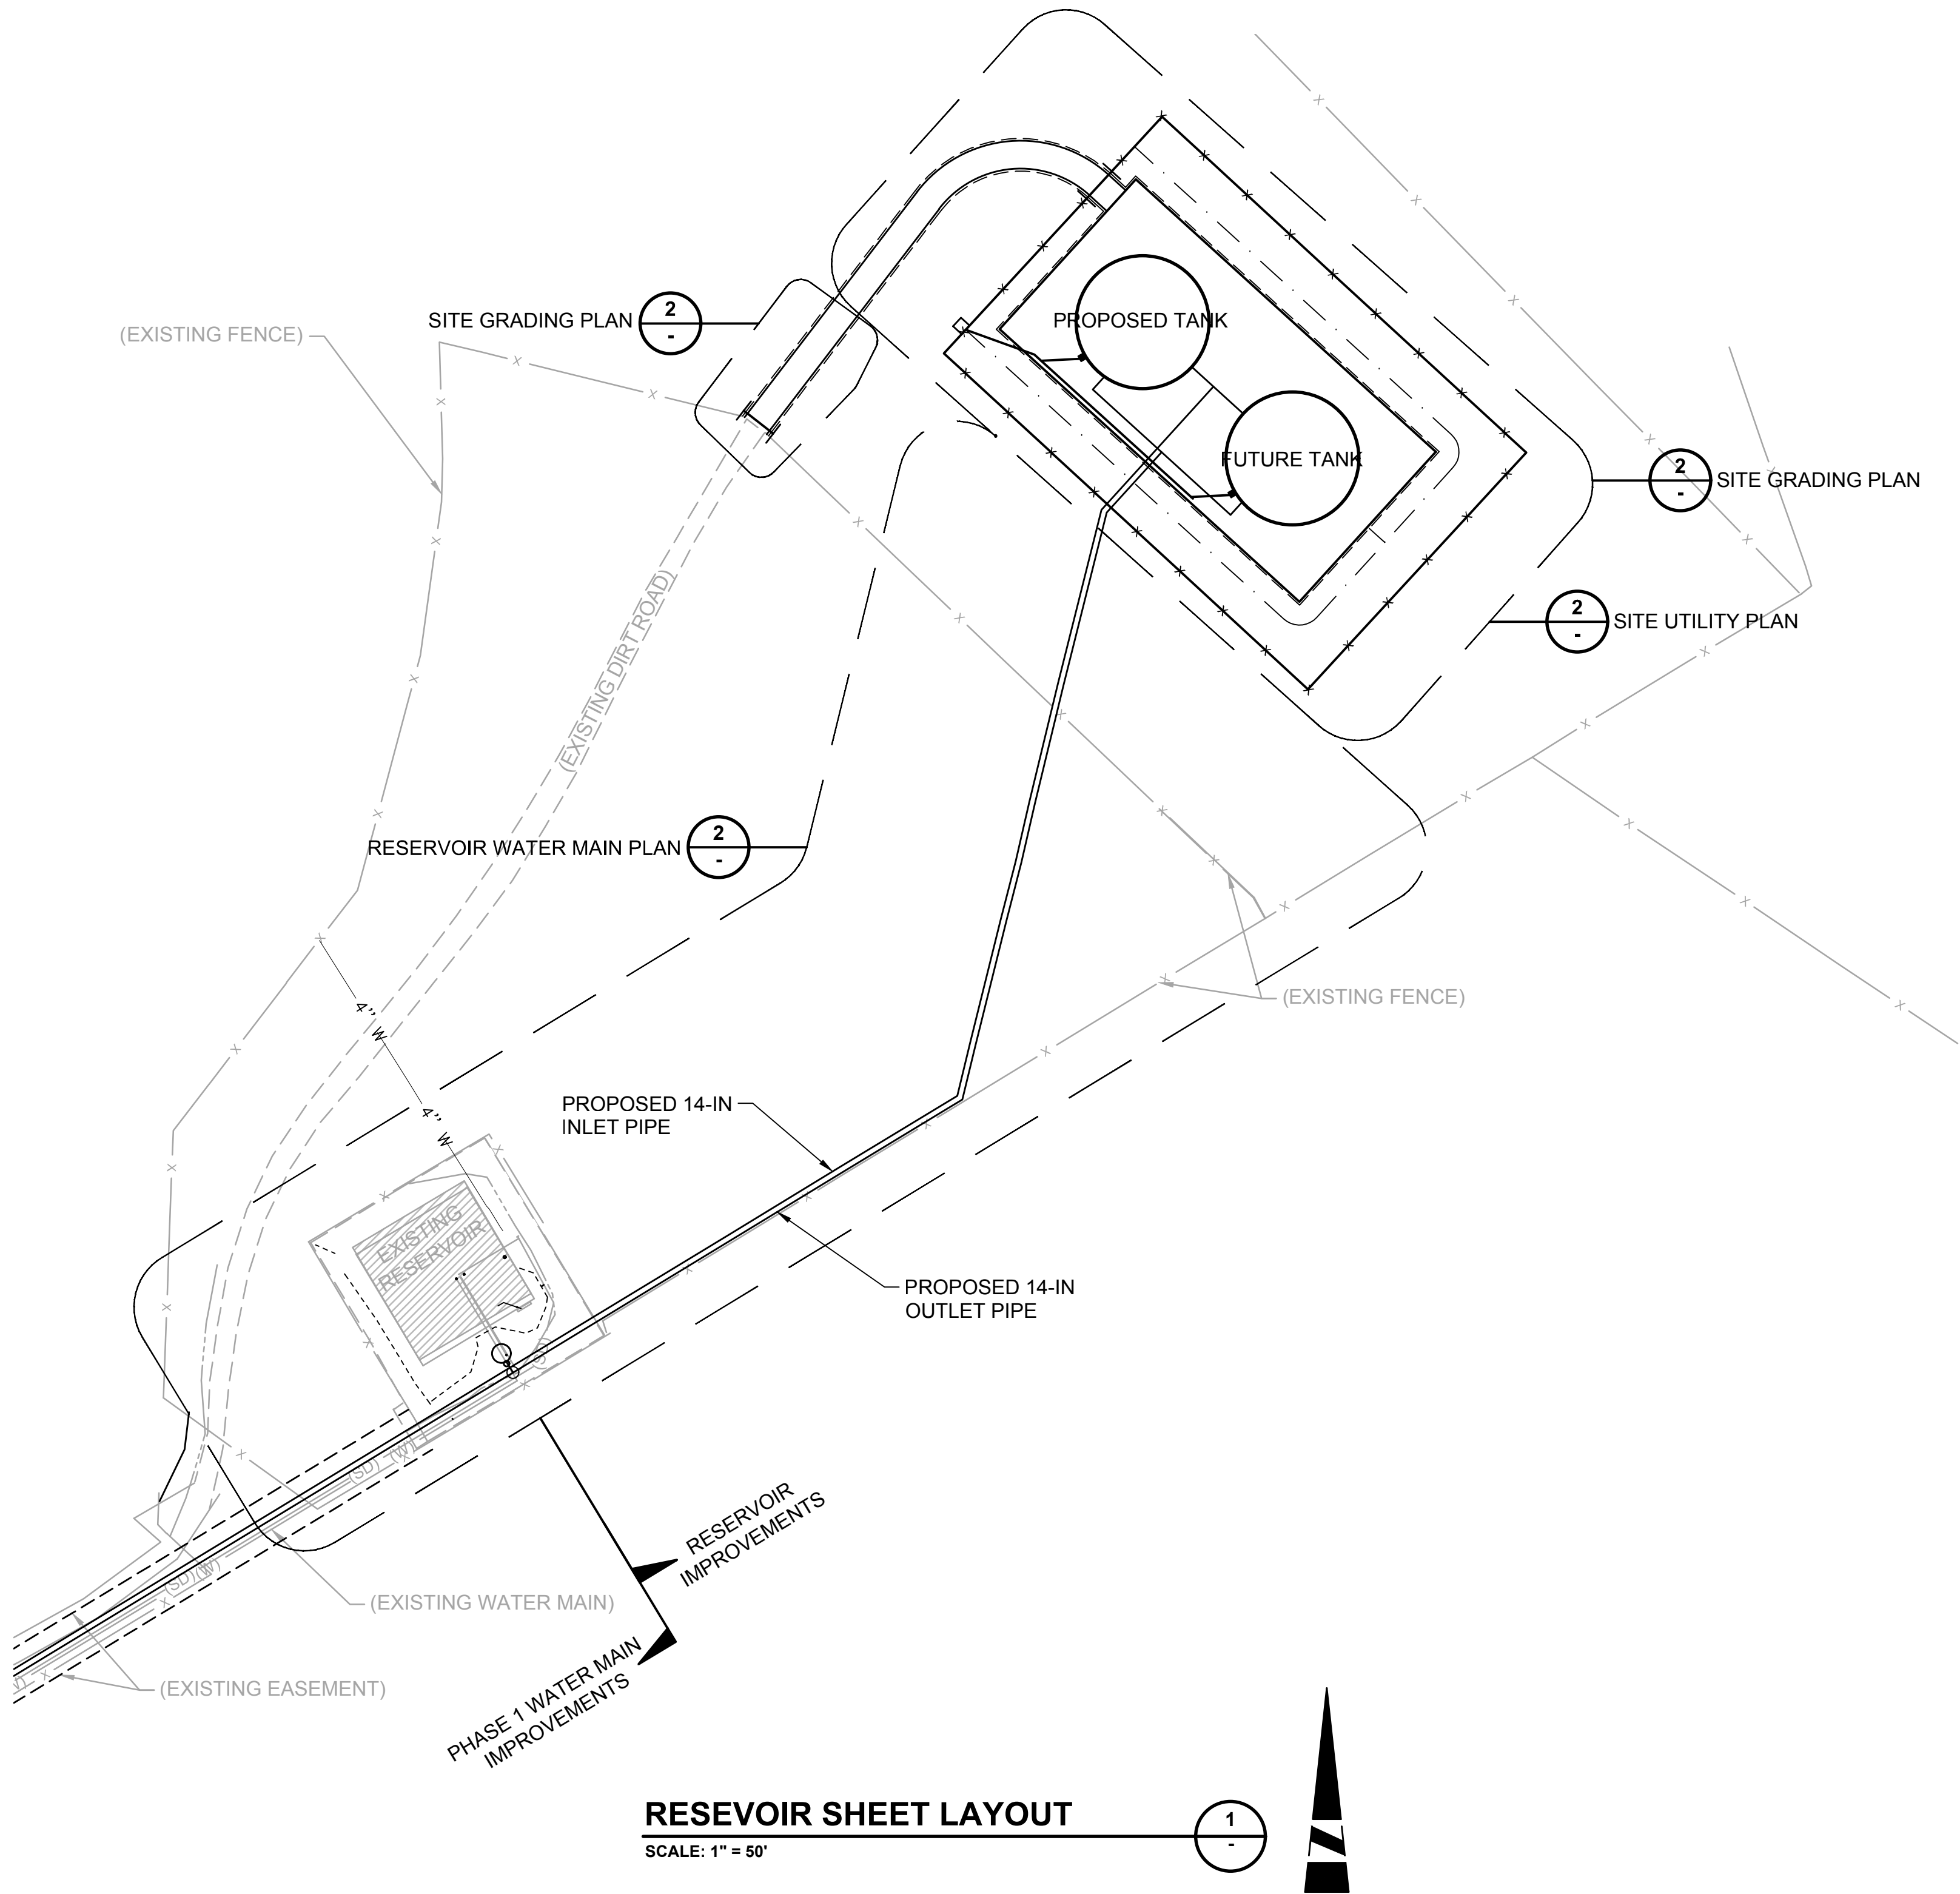 2
SITE GRADING PLAN
-
(EXISTING FENCE)
PROPOSED TANK
FUTURE TANK
2
SITE GRADING PLAN
-
2
SITE UTILITY PLAN
-
(EXISTING DIRT ROAD)
2
RESERVOIR WATER MAIN PLAN
-
(EXISTING FENCE)
4" W
4" W
PROPOSED 14-IN
INLET PIPE
EXISTING
RESERVOIR
PROPOSED 14-IN
OUTLET PIPE
(SD)
(W)
RESERVOIR
IMPROVEMENTS
(SD)
(W)
(EXISTING WATER MAIN)
PHASE 1 WATER MAIN
IMPROVEMENTS
(EXISTING EASEMENT)
RESEVOIR SHEET LAYOUT
1
-
SCALE: 1" = 50'